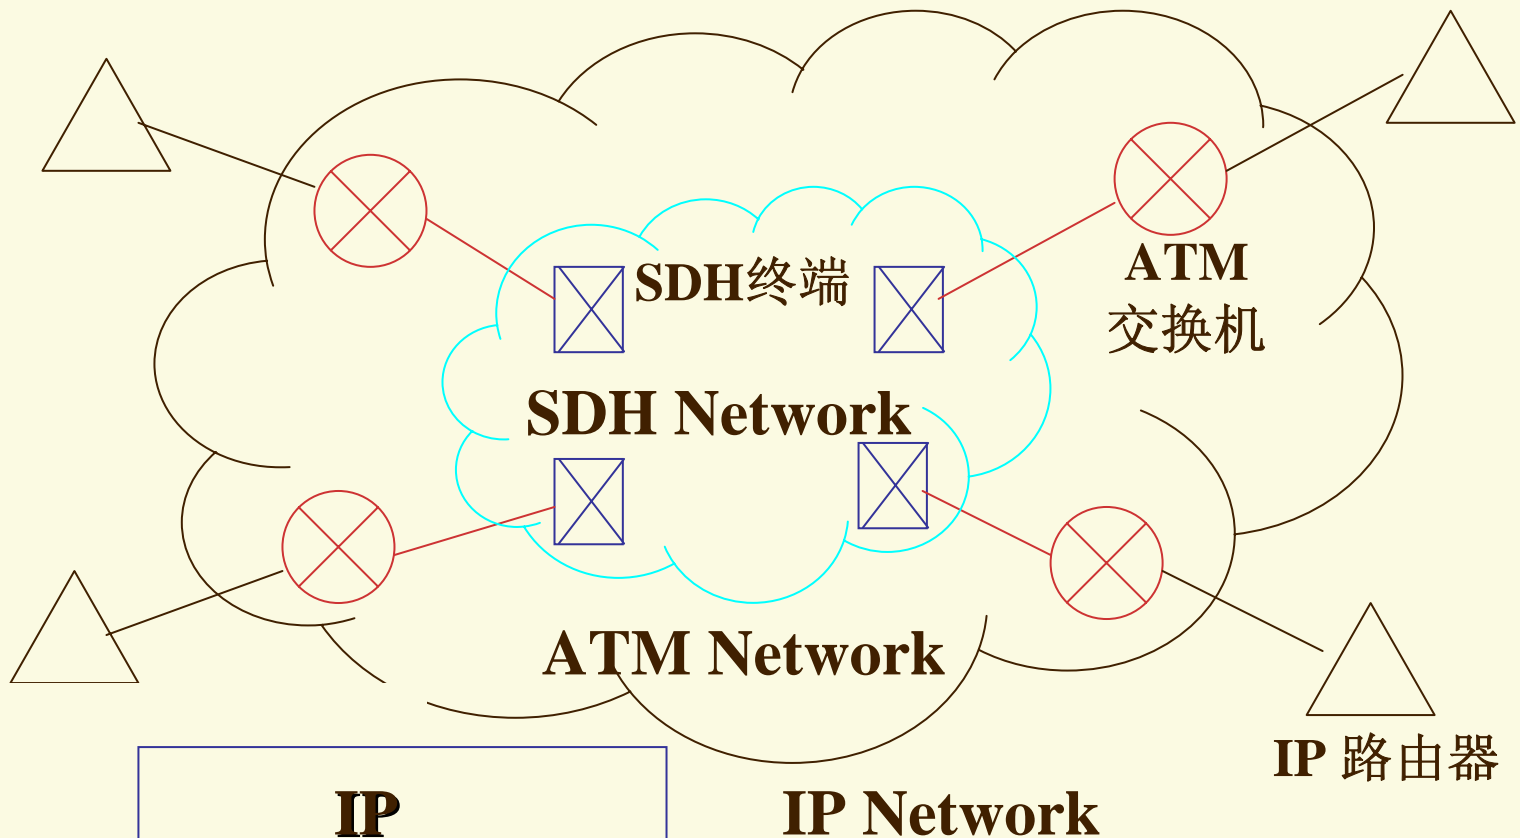 SDH终端
ATM
交换机
SDH Network
ATM Network
IP 路由器
IP
IP Network